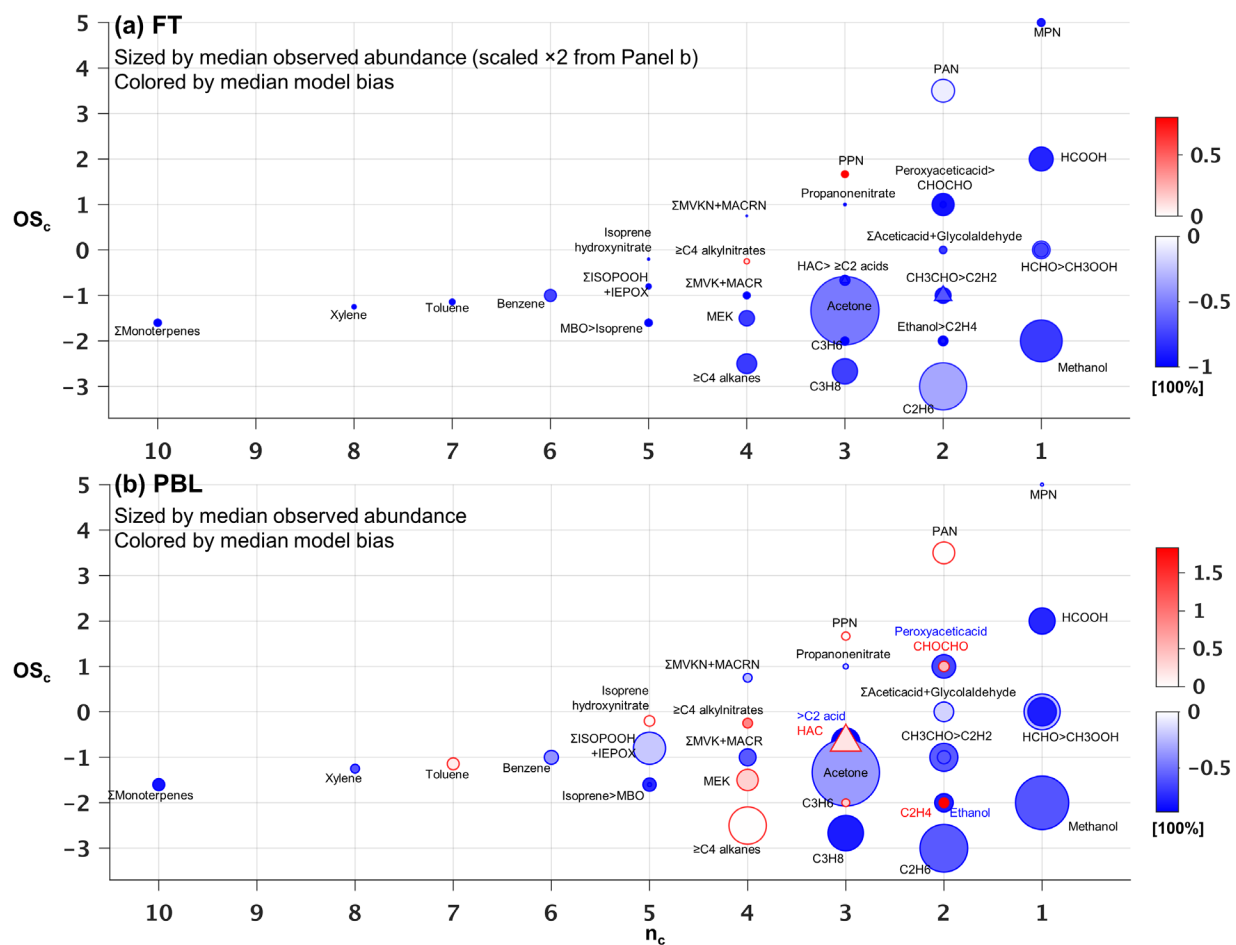 (a) FT
Sized by median observed abundance (scaled ×2 from Panel b)
Colored by median model bias
5
4
3
2
1
0
−1
−2
−3
OSc
MPN
PAN
HCOOH
PPN
Peroxyaceticacid>
CHOCHO
Propanonenitrate
ΣMVKN+MACRN
Isoprene
hydroxynitrate
≥C4 alkylnitrates
ΣAceticacid+Glycolaldehyde
HAC> ≥C2 acids
HCHO>CH3OOH
ΣISOPOOH
+IEPOX
ΣMVK+MACR
CH3CHO>C2H2
Benzene
Toluene
Xylene
ΣMonoterpenes
MBO>Isoprene
MEK
Acetone
Ethanol>C2H4
C3H6
Methanol
≥C4 alkanes
C3H8
C2H6
10 9 8 7 6 5 4 3 2 1
0.5
0
0
−0.5
−1
[100%]
(b) PBL
Sized by median observed abundance
Colored by median model bias
5
4
3
2
1
0
−1
−2
−3
OSc
MPN
PAN
HCOOH
PPN
Peroxyaceticacid
CHOCHO
Propanonenitrate
ΣMVKN+MACRN
Isoprene
hydroxynitrate
≥C4 alkylnitrates
ΣAceticacid+Glycolaldehyde
>C2 acid
HAC
HCHO>CH3OOH
ΣISOPOOH
+IEPOX
ΣMVK+MACR
CH3CHO>C2H2
Benzene
Toluene
Xylene
ΣMonoterpenes
Isoprene>MBO
MEK
Acetone
C3H6
C2H4
Ethanol
Methanol
≥C4 alkanes
C3H8
C2H6
10 9 8 7 6 5 4 3 2 1
nc
1.5
1
0.5
0
0
−0.5
[100%]